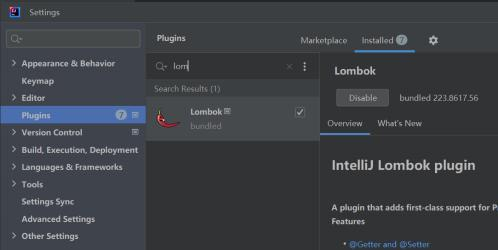 Settings
Appearance & Behavior
Keymap
Editor
Plugins 7
Version Control
Build, Execution, Deployment
Languages & Frameworks
Tools
Settings Sync
Advanced Settings
Other Settings
Plugins
Marketplace
Installed 7
lom
Search Results (1)
Lombok
bundled
Lombok
Disable
bundled 223.8617.56
Overview
What's New
IntelliJ Lombok plugin
A plugin that adds first-class support for P
Features
• @Getter and @Setter